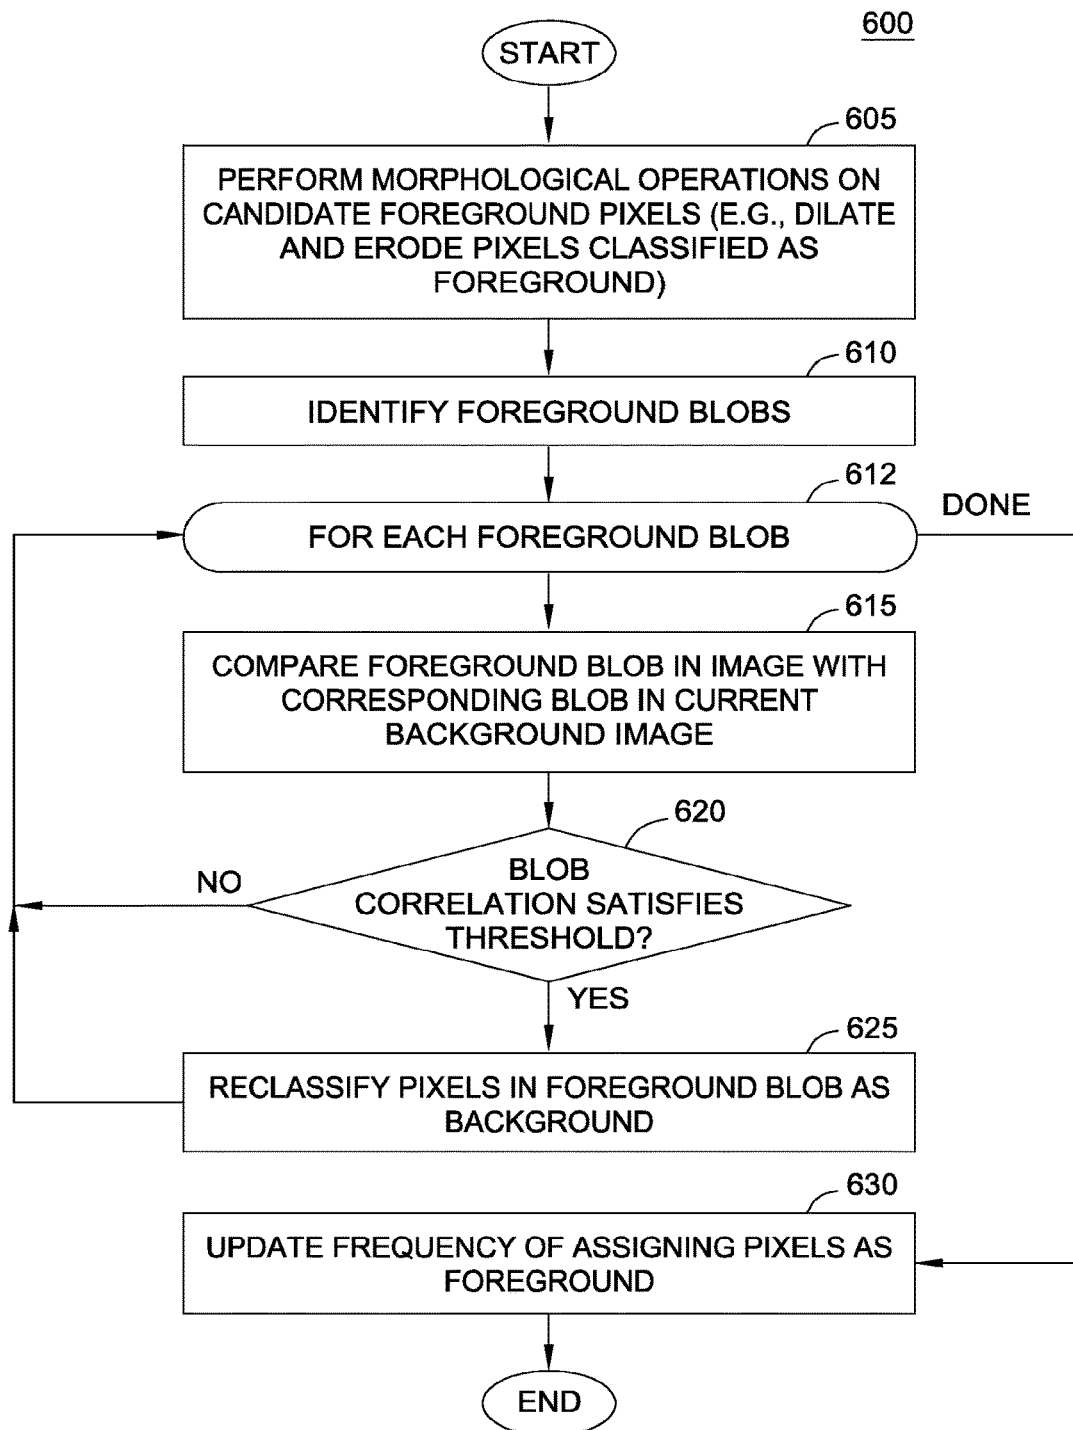 600
START
605
PERFORM MORPHOLOGICAL OPERATIONS ON
CANDIDATE FOREGROUND PIXELS (E.G., DILATE
AND ERODE PIXELS CLASSIFIED AS
FOREGROUND)
610
IDENTIFY FOREGROUND BLOBS
612
FOR EACH FOREGROUND BLOB
DONE
615
COMPARE FOREGROUND BLOB IN IMAGE WITH
CORRESPONDING BLOB IN CURRENT
BACKGROUND IMAGE
620
BLOB
CORRELATION SATISFIES
THRESHOLD?
NO
YES
625
RECLASSIFY PIXELS IN FOREGROUND BLOB AS
BACKGROUND
630
UPDATE FREQUENCY OF ASSIGNING PIXELS AS
FOREGROUND
END